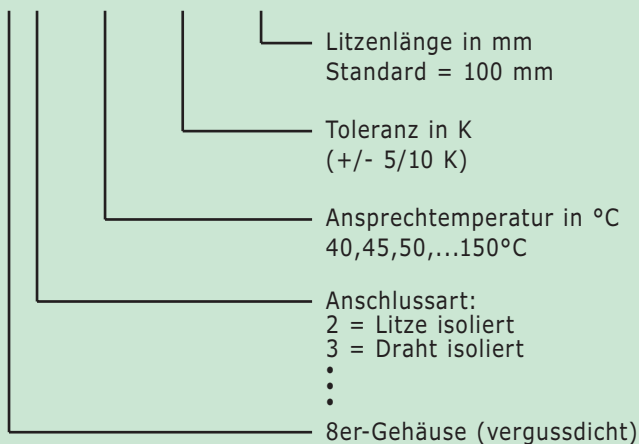 Litzenlänge in mm
Standard = 100 mm
Toleranz in K
(+/- 5/10 K)
Ansprechtemperatur in °C
40,45,50,...150°C
Anschlussart:
2 = Litze isoliert
3 = Draht isoliert
•
•
•
8er-Gehäuse (vergussdicht)